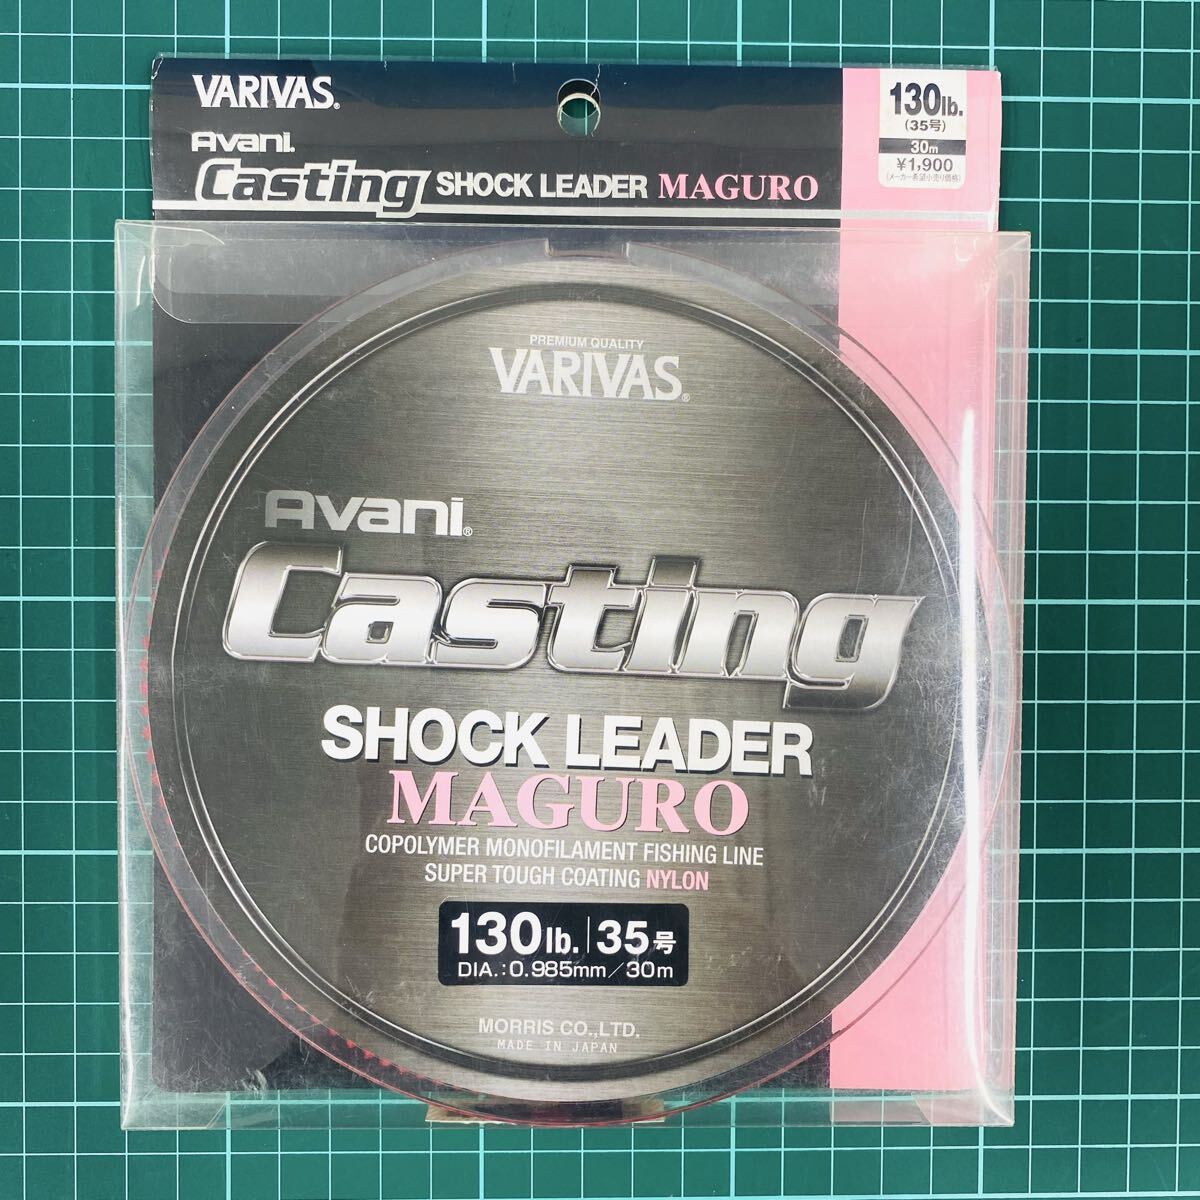 VARIVAS®
Avani®
Casting SHOCK LEADER MAGURO
130lb.
(35号)
30m
¥1,900
(メーカー希望小売り価格)
PREMIUM QUALITY
VARIVAS®
Avani®
Casting
SHOCK LEADER
MAGURO
COPOLYMER MONOFILAMENT FISHING LINE
SUPER TOUGH COATING NYLON
130lb. | 35号
DIA.:0.985mm/30m
MORRIS CO.,LTD.
MADE IN JAPAN